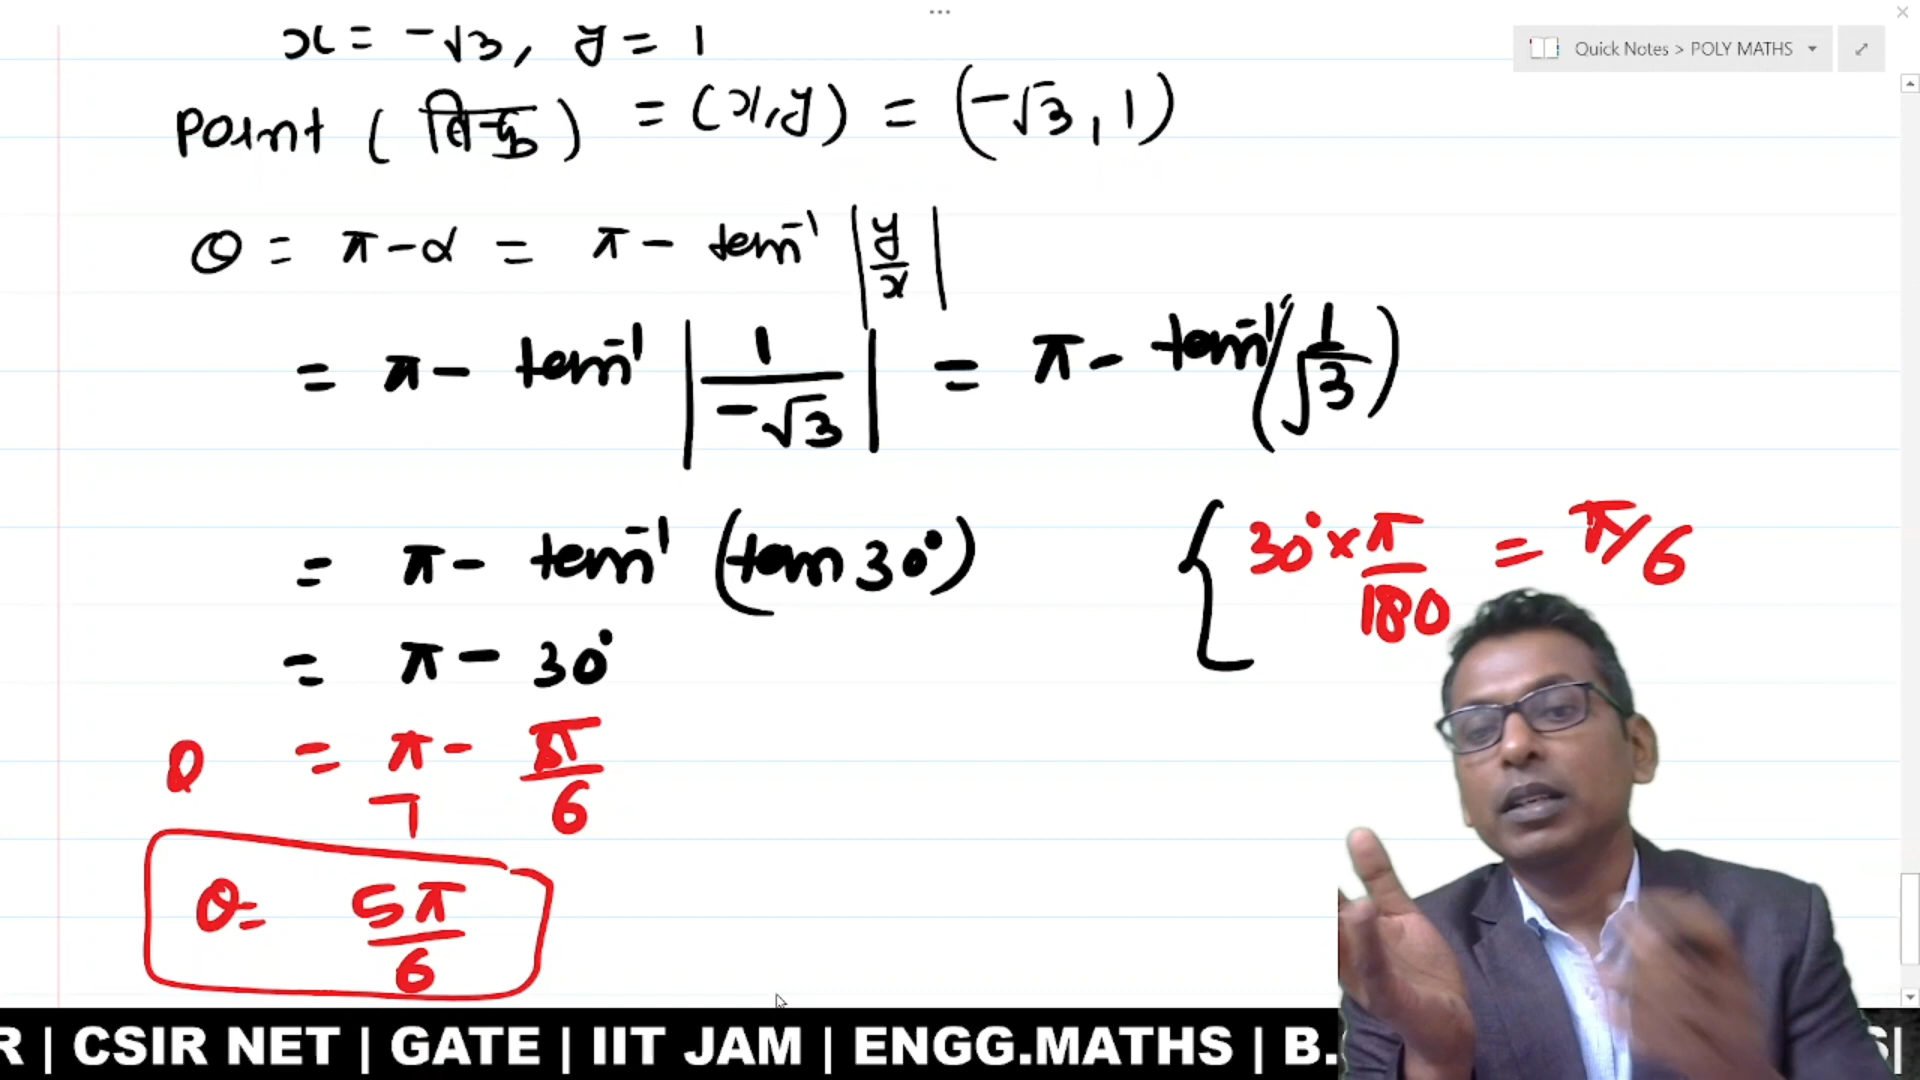 x = -√3, y = 1
Quick Notes > POLY MATHS
Point (बिन्दु) = (x,y) = (-√3, 1)
θ = π-α = π - tan⁻¹ |y/x|
= π - tan⁻¹ |1/-√3| = π - tan⁻¹ (1/√3)
= π - tan⁻¹ (tan 30°)
{ 30° × π/180 = π/6
= π - 30°
θ = π - π/6
θ = 5π/6
R | CSIR NET | GATE | IIT JAM | ENGG.MATHS | B.